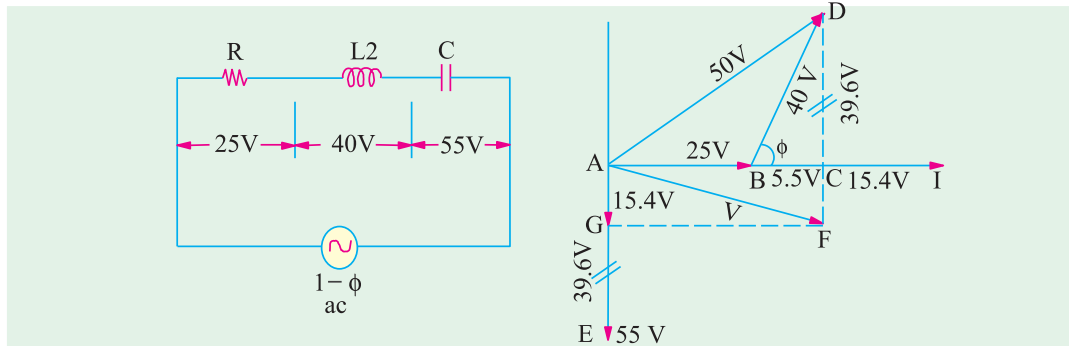 R
L2
C
25V
40V
55V
1– ϕ
ac
D
50V
40 V
39.6V
A
25V
ϕ
B
5.5V
C
15.4V
I
15.4V
V
G
F
39.6V
E
55 V